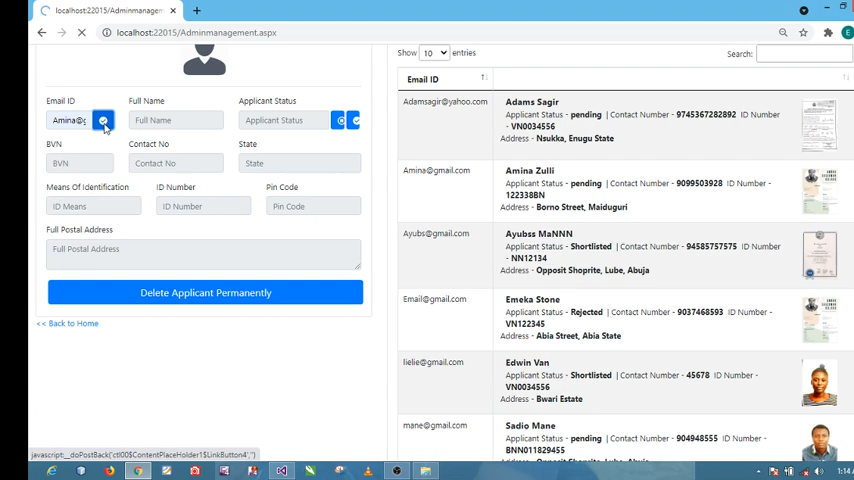 localhost:22015/Adminmanagem
localhost:22015/Adminmanagement.aspx
E
Email ID
Full Name
Applicant Status
Amina@g
Full Name
Applicant Status
BVN
Contact No
State
BVN
Contact No
State
Means Of Identification
ID Number
Pin Code
ID Means
ID Number
Pin Code
Full Postal Address
Full Postal Address
Delete Applicant Permanently
<< Back to Home
Show 10 entries
Search:
Email ID
Adamsagir@yahoo.com
Adams Sagir
Applicant Status - pending | Contact Number - 9745367282892 | ID Number
- VN0034556
Address - Nsukka, Enugu State
Amina@gmail.com
Amina Zulli
Applicant Status - pending | Contact Number - 9099503928 | ID Number -
122338BN
Address - Borno Street, Maiduguri
Ayubs@gmail.com
Ayubss MaNNN
Applicant Status - Shortlisted | Contact Number - 94585757575 | ID Number
- NN12134
Address - Opposit Shoprite, Lube, Abuja
Email@gmail.com
Emeka Stone
Applicant Status - Rejected | Contact Number - 9037468593 | ID Number -
VN122345
Address - Abia Street, Abia State
lielie@gmail.com
Edwin Van
Applicant Status - Shortlisted | Contact Number - 45678 | ID Number -
VN0034556
Address - Bwari Estate
mane@gmail.com
Sadio Mane
Applicant Status - pending | Contact Number - 904948555 | ID Number -
BNN011829455
javascript:__doPostBack('ctl00$ContentPlaceHolder1$LinkButton4','')
1:14